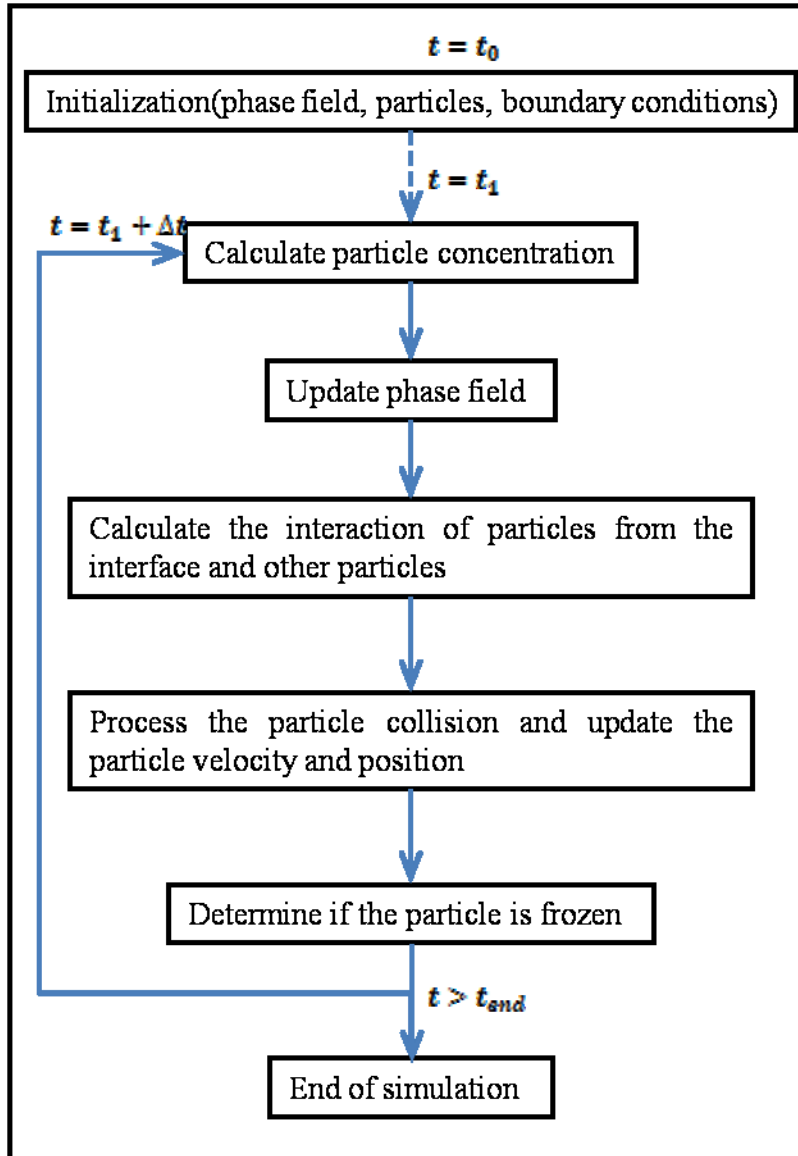 t = t₀
Initialization(phase field, particles, boundary conditions)
t = t₁
t = t₁ + Δt
Calculate particle concentration
Update phase field
Calculate the interaction of particles from the
interface and other particles
Process the particle collision and update the
particle velocity and position
Determine if the particle is frozen
t > tₑₙd
End of simulation